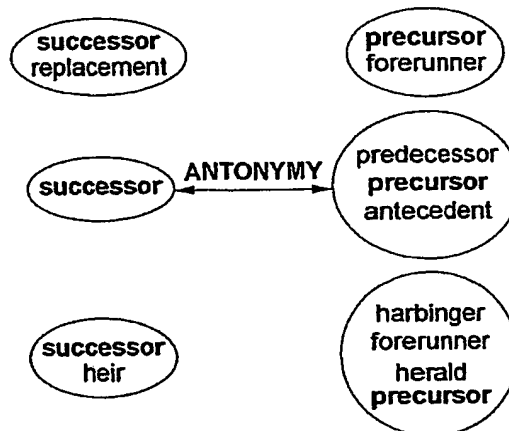 successor
replacement
precursor
forerunner
successor
ANTONYMY
predecessor
precursor
antecedent
successor
heir
harbinger
forerunner
herald
precursor